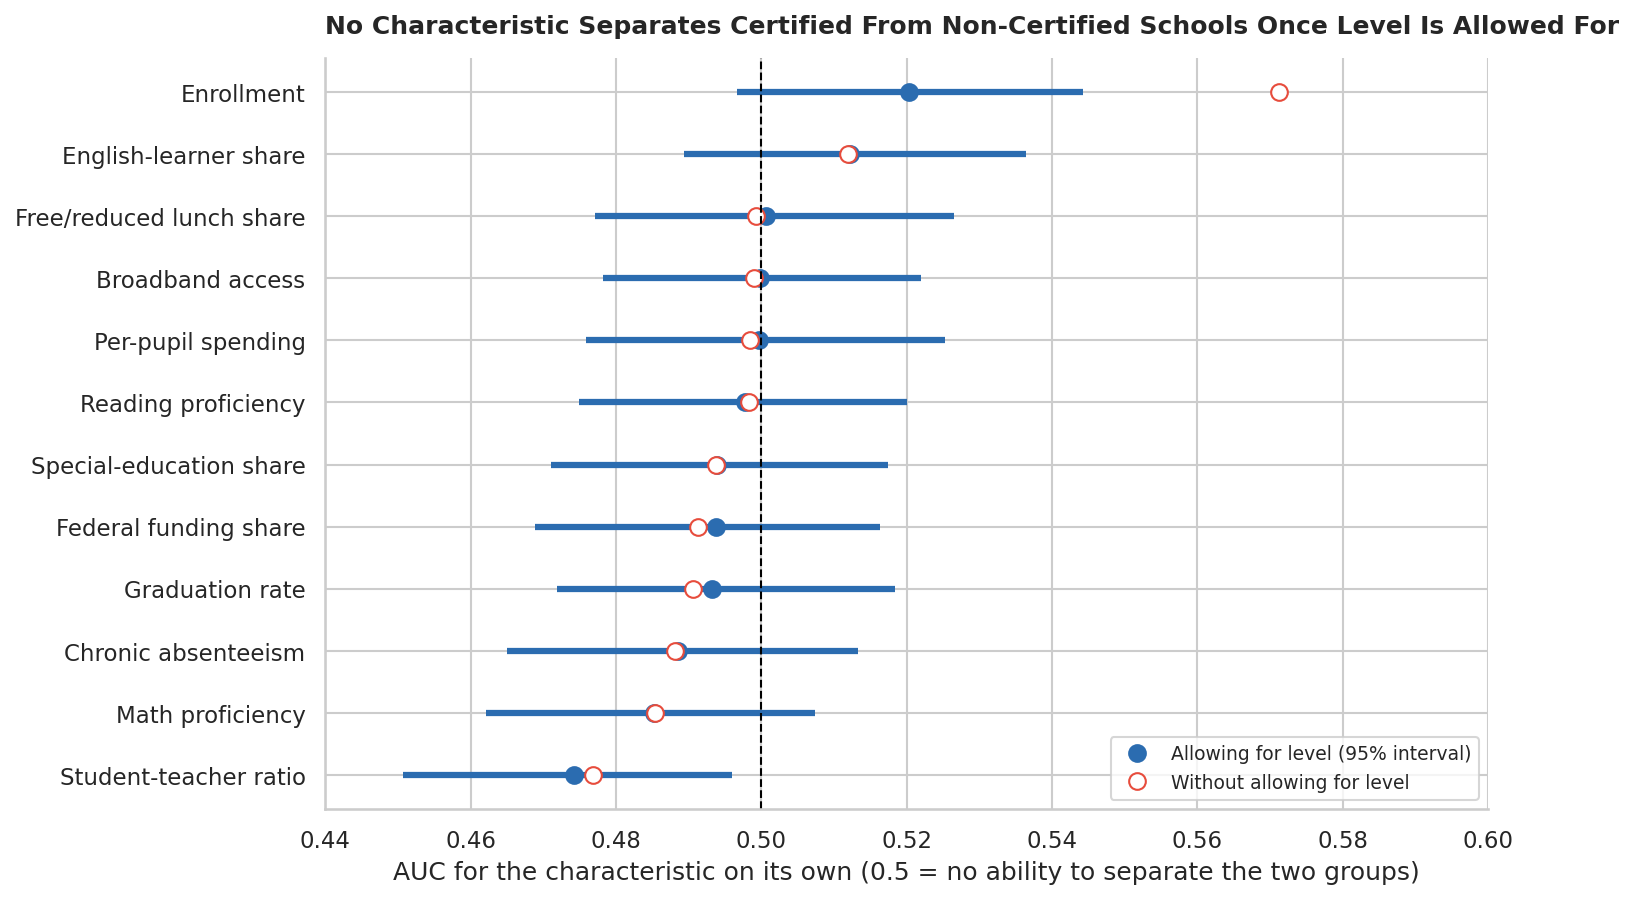 No Characteristic Separates Certified From Non-Certified Schools Once Level Is Allowed For
Enrollment
English-learner share
Free/reduced lunch share
Broadband access
Per-pupil spending
Reading proficiency
Special-education share
Federal funding share
Graduation rate
Chronic absenteeism
Math proficiency
Student-teacher ratio
Allowing for level (95% interval)
Without allowing for level
0.44 0.46 0.48 0.50 0.52 0.54 0.56 0.58 0.60
AUC for the characteristic on its own (0.5 = no ability to separate the two groups)